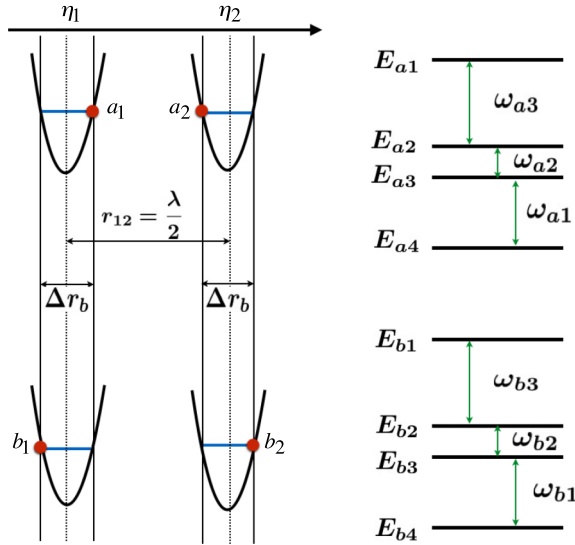 η1 η2
a1 a2
r12 = λ/2
Δrb Δrb
b1 b2
Ea1
ωa3
Ea2
ωa2
Ea3
ωa1
Ea4
Eb1
ωb3
Eb2
ωb2
Eb3
ωb1
Eb4